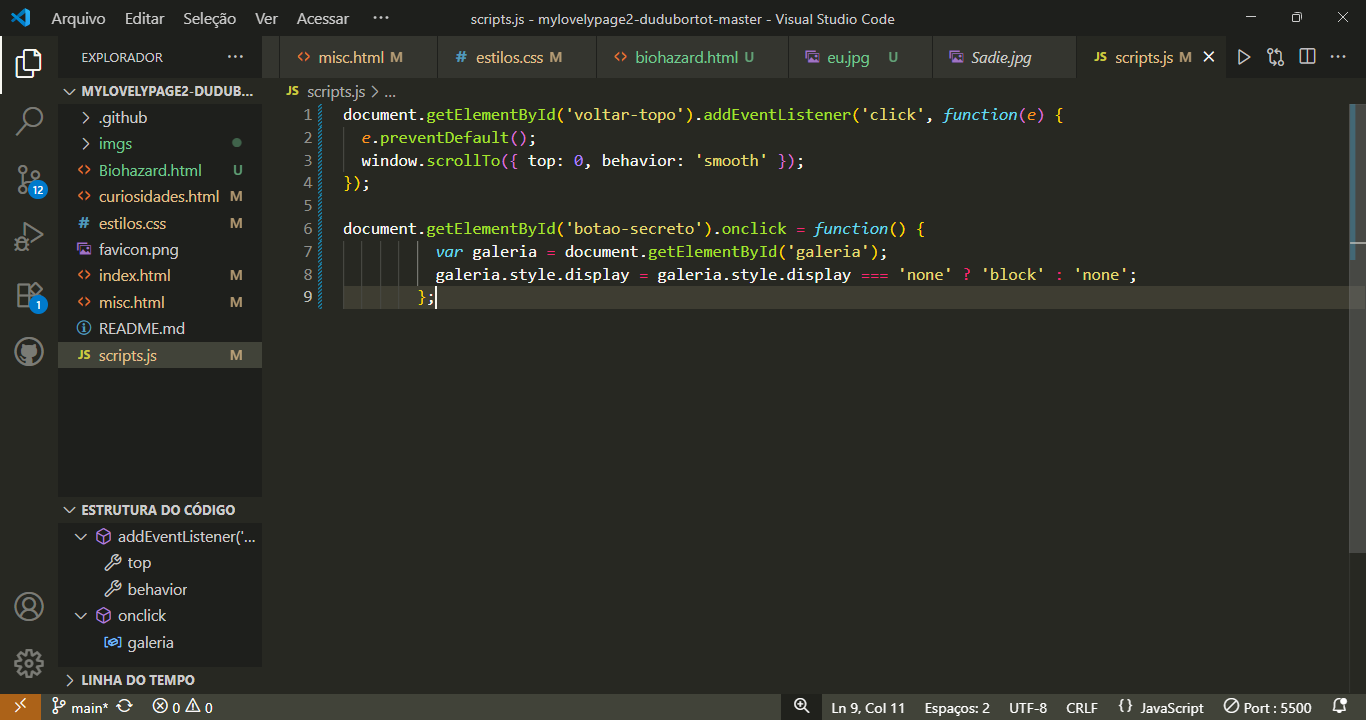 Arquivo Editar Seleção Ver Acessar ··· scripts.js - mylovelypage2-dudubortot-master - Visual Studio Code
EXPLORADOR ···
misc.html M # estilos.css M biohazard.html U eu.jpg U Sadie.jpg JS scripts.js M
MYLOVELYPAGE2-DUDUB...
.github
imgs
Biohazard.html U
curiosidades.html M
# estilos.css M
favicon.png
index.html M
misc.html M
README.md
JS scripts.js M
ESTRUTURA DO CÓDIGO
addEventListener('...
top
behavior
onclick
galeria
LINHA DO TEMPO
JS scripts.js > ...
1 document.getElementById('voltar-topo').addEventListener('click', function(e) {
2 e.preventDefault();
3 window.scrollTo({ top: 0, behavior: 'smooth' });
4 });
5
6 document.getElementById('botao-secreto').onclick = function() {
7 var galeria = document.getElementById('galeria');
8 galeria.style.display = galeria.style.display === 'none' ? 'block' : 'none';
9 };
12
1
main* 0 0 Ln 9, Col 11 Espaços: 2 UTF-8 CRLF {} JavaScript Port : 5500